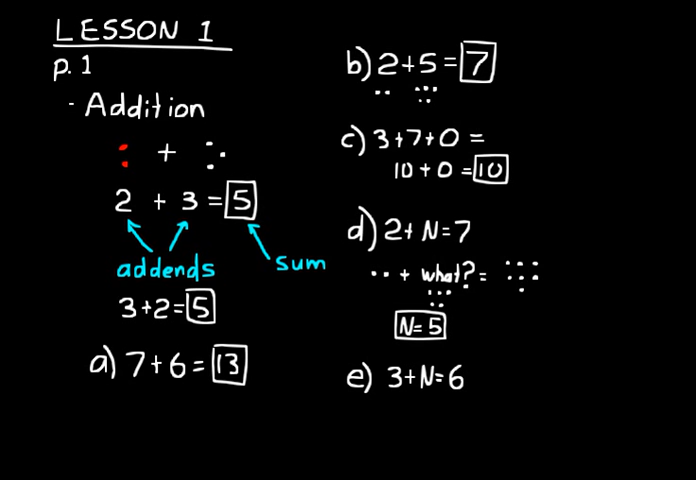 LESSON 1
p. 1
· Addition
+
2 + 3 = 5
addends
sum
3+2=5
a) 7+6=13
b) 2+5=7
c) 3+7+0=
10+0=10
d) 2+N=7
+ what? =
N=5
e) 3+N=6